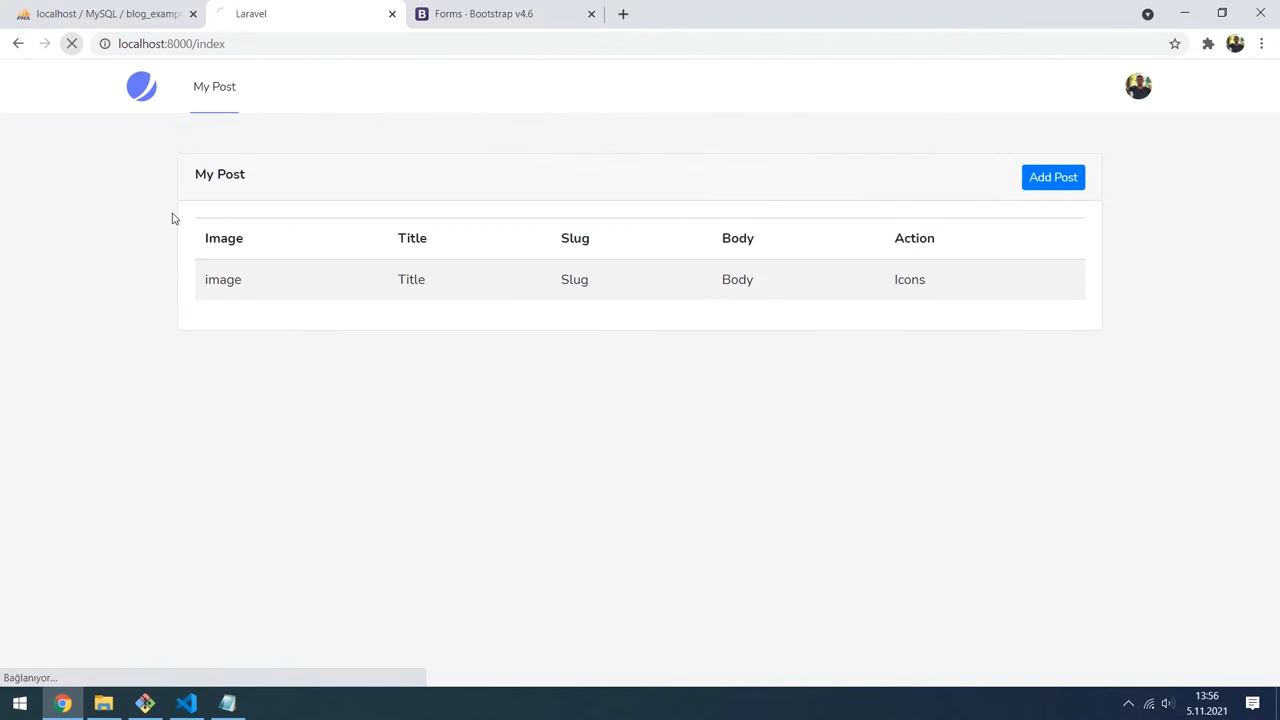 localhost / MySQL / blog_examp
Laravel
Forms - Bootstrap v4.6
localhost:8000/index
My Post
My Post
Add Post
Image Title Slug Body Action
image Title Slug Body Icons
Bağlanıyor...
13:56
5.11.2021